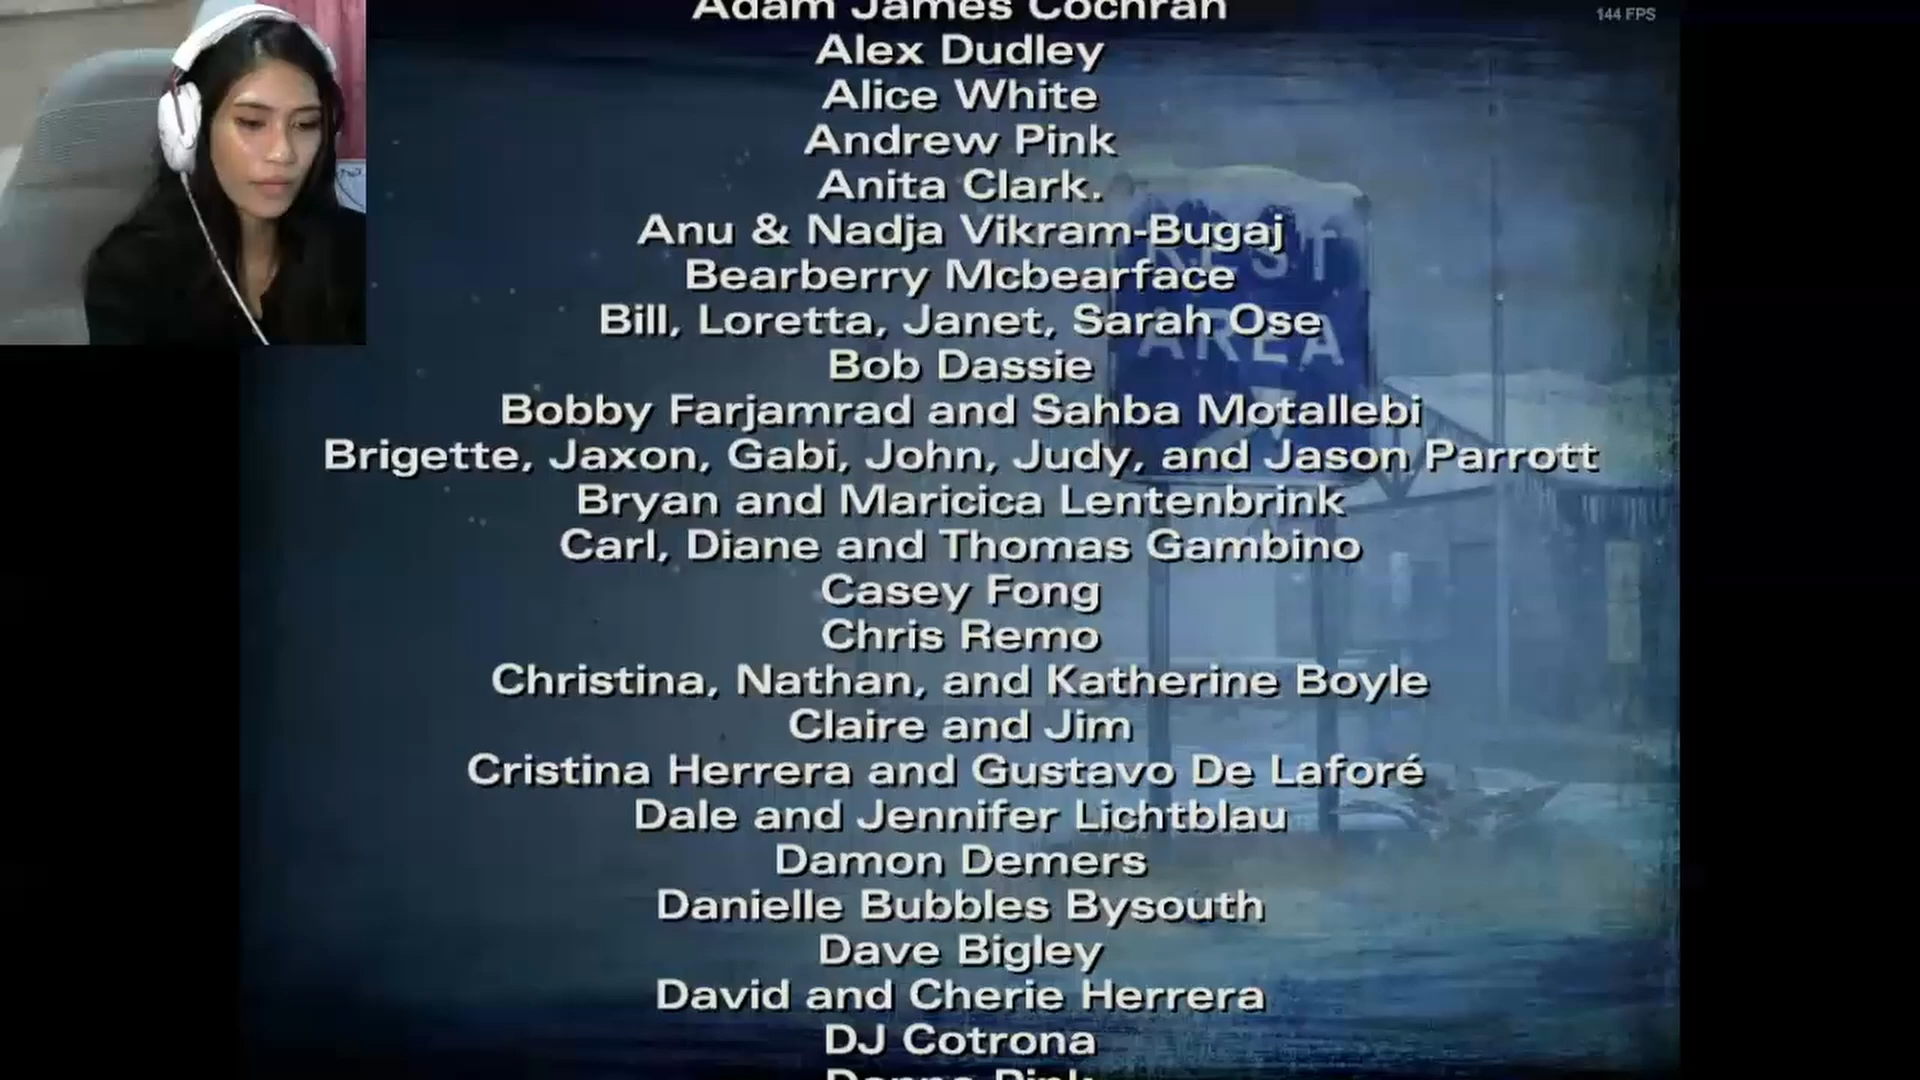 Adam James Cochran
144 FPS
Alex Dudley
Alice White
Andrew Pink
Anita Clark.
Anu & Nadja Vikram-Bugaj
REST
Bearberry Mcbearface
Bill, Loretta, Janet, Sarah Ose
AREA
Bob Dassie
Bobby Farjamrad and Sahba Motallebi
Brigette, Jaxon, Gabi, John, Judy, and Jason Parrott
Bryan and Maricica Lentenbrink
Carl, Diane and Thomas Gambino
Casey Fong
Chris Remo
Christina, Nathan, and Katherine Boyle
Claire and Jim
Cristina Herrera and Gustavo De Laforé
Dale and Jennifer Lichtblau
Damon Demers
Danielle Bubbles Bysouth
Dave Bigley
David and Cherie Herrera
DJ Cotrona